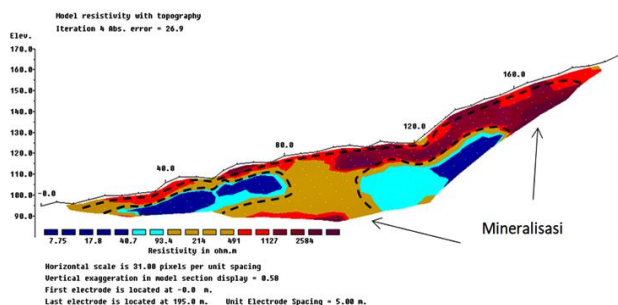 Model resistivity with topography
Iteration 4 Abs. error = 26.9
Elev.
170.0
160.0
150.0
140.0
130.0
120.0
110.0
100.0
90.0
-0.0
40.0
80.0
120.0
160.0
Mineralisasi
7.75 17.8 40.7 93.4 214 491 1127 2584
Resistivity in ohm.m
Horizontal scale is 31.00 pixels per unit spacing
Vertical exaggeration in model section display = 0.50
First electrode is located at -0.0 m.
Last electrode is located at 195.0 m. Unit Electrode Spacing = 5.00 m.